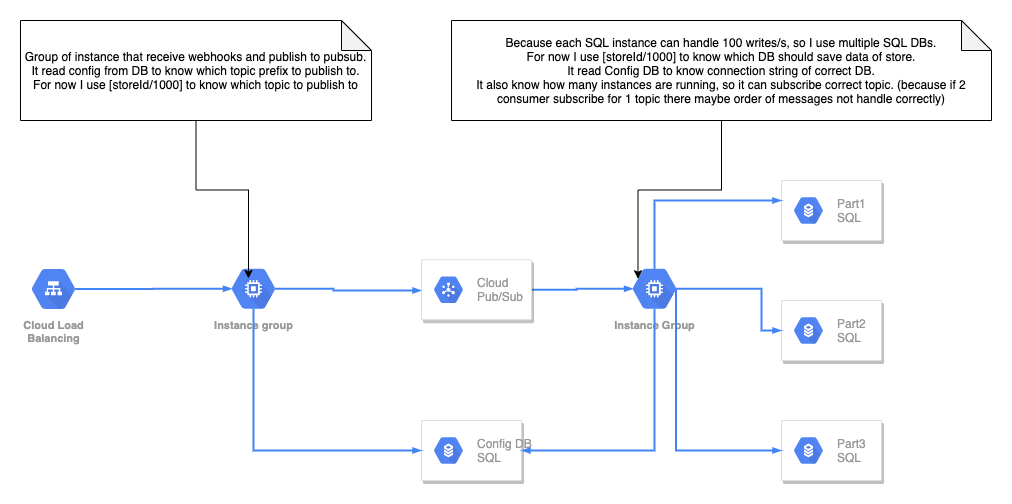 Group of instance that receive webhooks and publish to pubsub.
It read config from DB to know which topic prefix to publish to.
For now I use [storeId/1000] to know which topic to publish to
Because each SQL instance can handle 100 writes/s, so I use multiple SQL DBs.
For now I use [storeId/1000] to know which DB should save data of store.
It read Config DB to know connection string of correct DB.
It also know how many instances are running, so it can subscribe correct topic. (because if 2
consumer subscribe for 1 topic there maybe order of messages not handle correctly)
Part1
SQL
Cloud
Pub/Sub
Cloud Load
Balancing
Instance group
Instance Group
Part2
SQL
Config DB
SQL
Part3
SQL